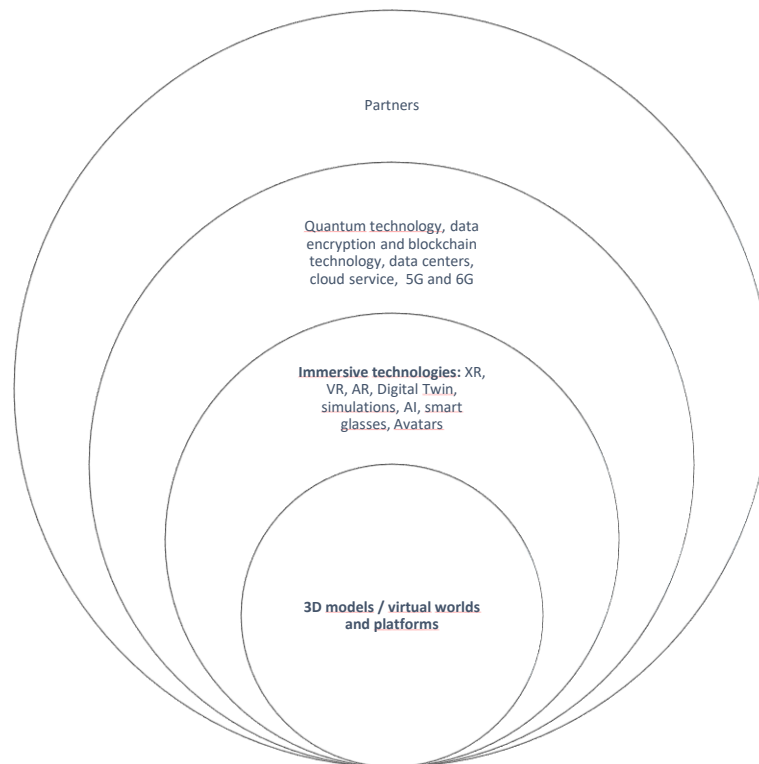 Partners
Quantum technology, data
encryption and blockchain
technology, data centers,
cloud service, 5G and 6G
Immersive technologies: XR,
VR, AR, Digital Twin,
simulations, AI, smart
glasses, Avatars
3D models / virtual worlds
and platforms